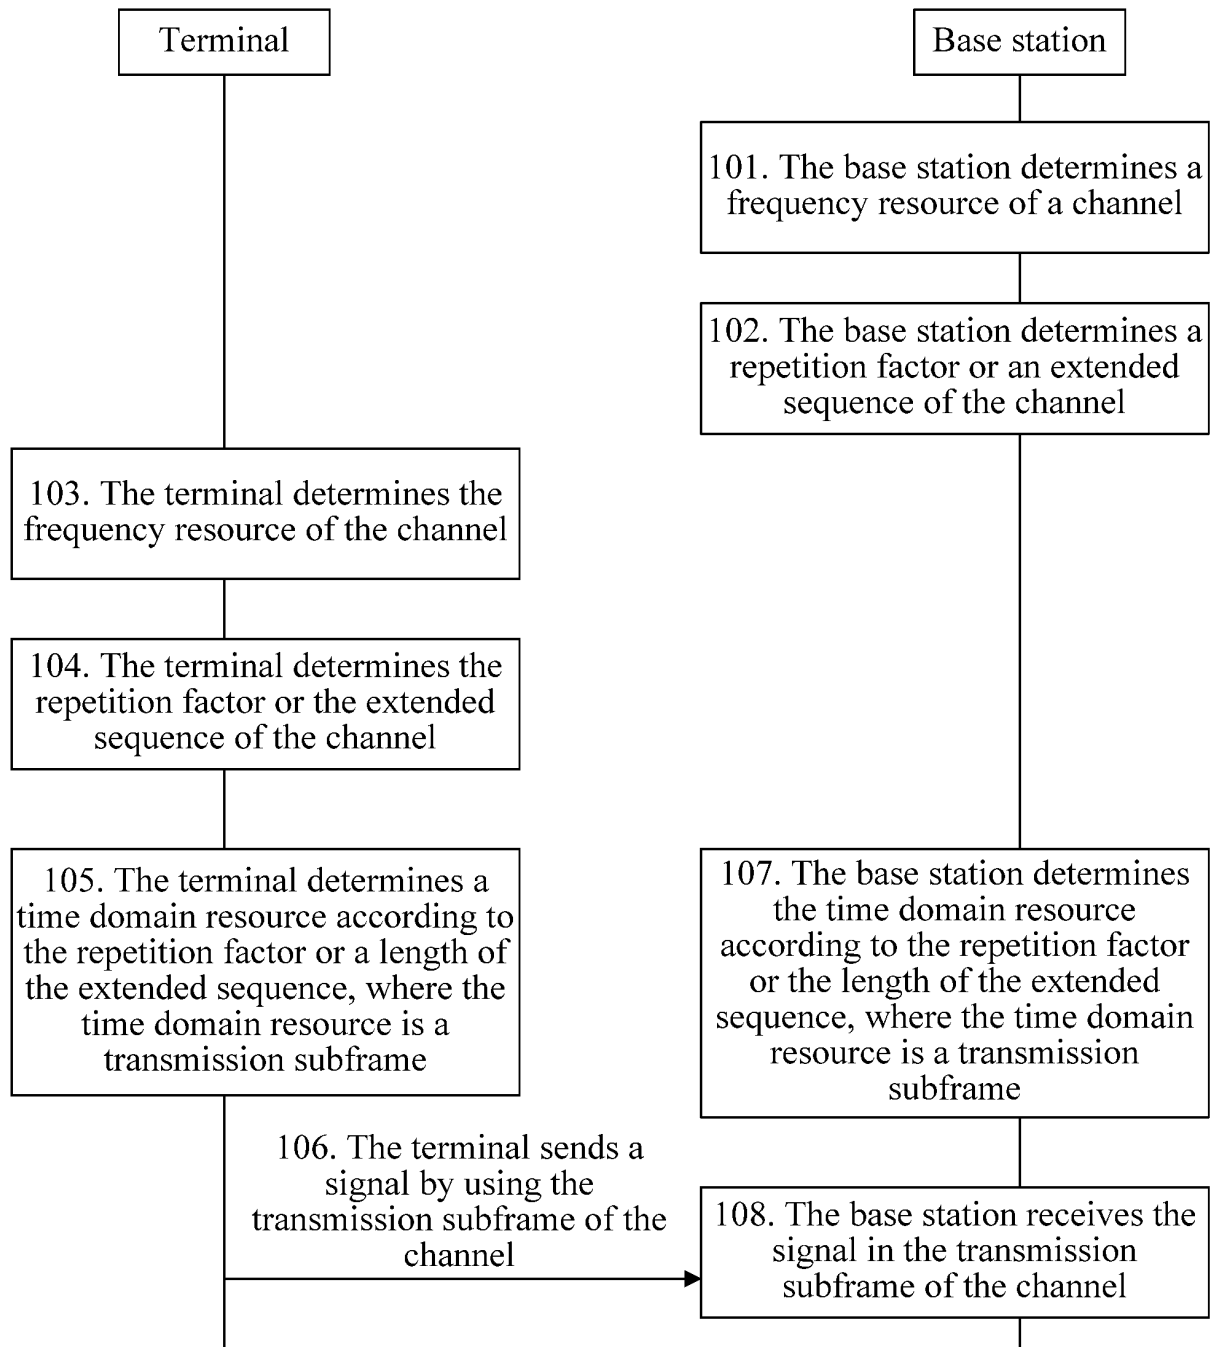 Terminal
Base station
101. The base station determines a
frequency resource of a channel
102. The base station determines a
repetition factor or an extended
sequence of the channel
103. The terminal determines the
frequency resource of the channel
104. The terminal determines the
repetition factor or the extended
sequence of the channel
105. The terminal determines a
time domain resource according to
the repetition factor or a length of
the extended sequence, where the
time domain resource is a
transmission subframe
107. The base station determines
the time domain resource
according to the repetition factor
or the length of the extended
sequence, where the time domain
resource is a transmission
subframe
106. The terminal sends a
signal by using the
transmission subframe of the
channel
108. The base station receives the
signal in the transmission
subframe of the channel